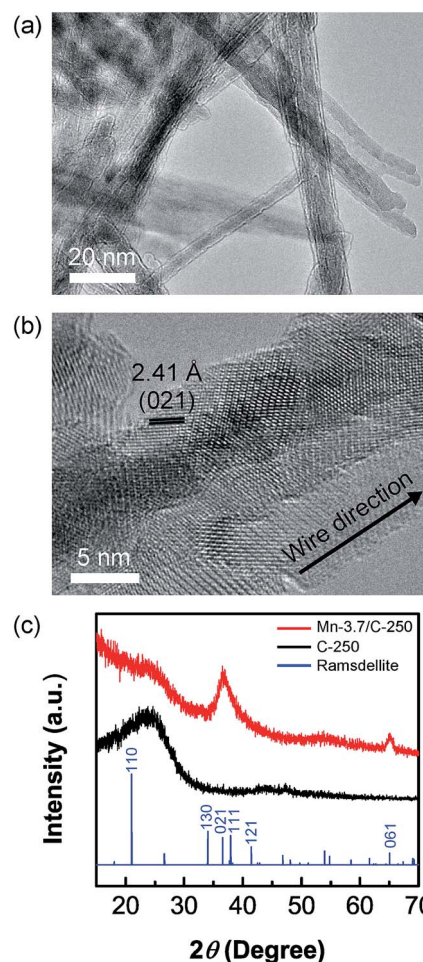 (a)
20 nm
(b)
2.41 Å
(021)
5 nm
Wire direction
(c)
Mn-3.7/C-250
C-250
Ramsdellite
Intensity (a.u.)
110
130
021
111
121
061
20 30 40 50 60 70
2θ (Degree)